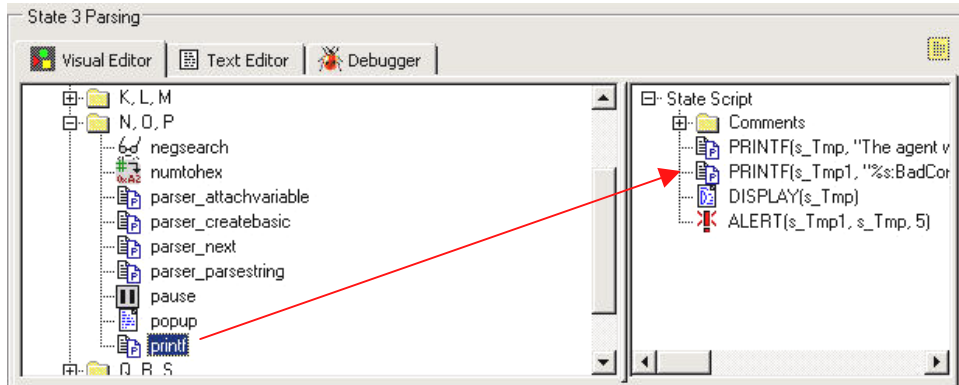 State 3 Parsing
Visual Editor
Text Editor
Debugger
K, L, M
N, O, P
negsearch
numtohex
parser_attachvariable
parser_createbasic
parser_next
parser_parsestring
pause
popup
printf
Q, R, S
State Script
Comments
PRINTF(s_Tmp, "The agent w
PRINTF(s_Tmp1, "%s:BadCor
DISPLAY(s_Tmp)
ALERT(s_Tmp1, s_Tmp, 5)